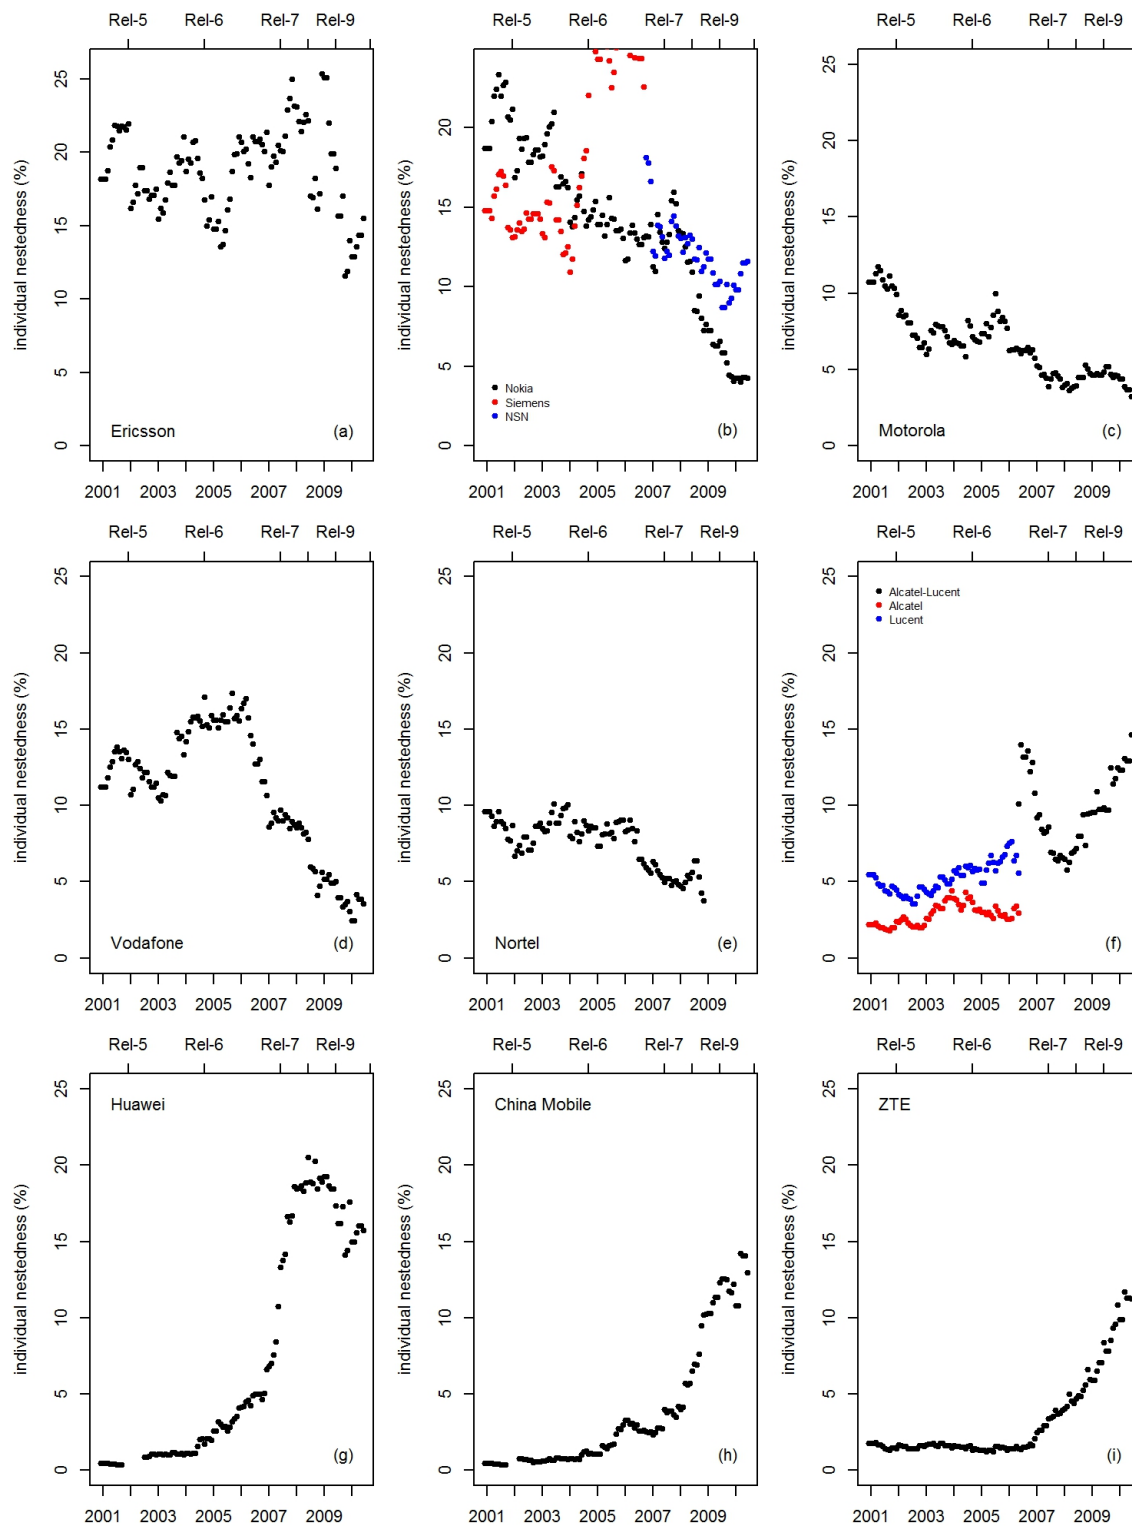 Rel-5 Rel-6 Rel-7 Rel-9 Rel-5 Rel-6 Rel-7 Rel-9 Rel-5 Rel-6 Rel-7 Rel-9
individual nestedness (%)
0 5 10 15 20 25
Ericsson
(a)
individual nestedness (%)
0 5 10 15 20
Nokia
Siemens
NSN
(b)
individual nestedness (%)
0 5 10 15 20 25
Motorola
(c)
2001 2003 2005 2007 2009 2001 2003 2005 2007 2009 2001 2003 2005 2007 2009
Rel-5 Rel-6 Rel-7 Rel-9 Rel-5 Rel-6 Rel-7 Rel-9 Rel-5 Rel-6 Rel-7 Rel-9
individual nestedness (%)
0 5 10 15 20 25
Vodafone
(d)
individual nestedness (%)
0 5 10 15 20 25
Nortel
(e)
individual nestedness (%)
0 5 10 15 20 25
Alcatel-Lucent
Alcatel
Lucent
(f)
2001 2003 2005 2007 2009 2001 2003 2005 2007 2009 2001 2003 2005 2007 2009
Rel-5 Rel-6 Rel-7 Rel-9 Rel-5 Rel-6 Rel-7 Rel-9 Rel-5 Rel-6 Rel-7 Rel-9
individual nestedness (%)
0 5 10 15 20 25
Huawei
(g)
individual nestedness (%)
0 5 10 15 20 25
China Mobile
(h)
individual nestedness (%)
0 5 10 15 20 25
ZTE
(i)
2001 2003 2005 2007 2009 2001 2003 2005 2007 2009 2001 2003 2005 2007 2009